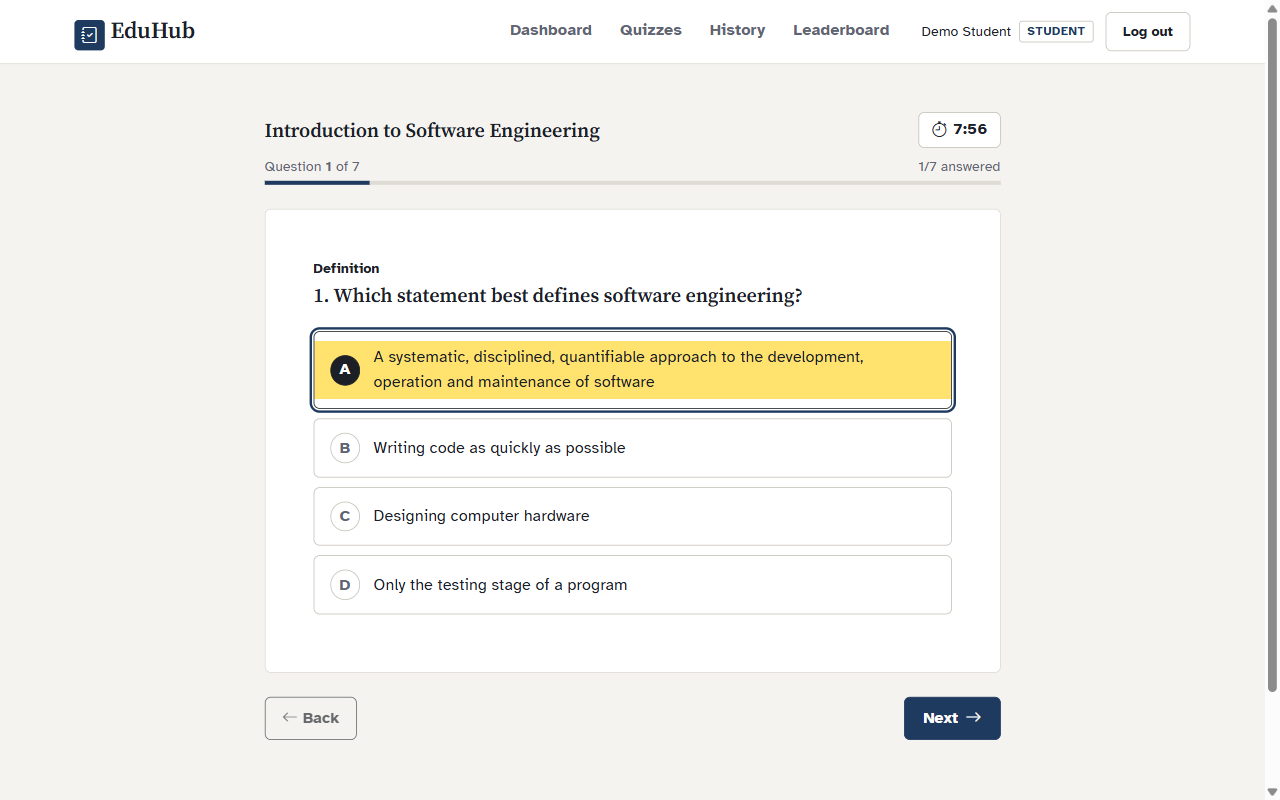 EduHub
Dashboard
Quizzes
History
Leaderboard
Demo Student
STUDENT
Log out
Introduction to Software Engineering
7:56
Question 1 of 7
1/7 answered
Definition
1. Which statement best defines software engineering?
A
A systematic, disciplined, quantifiable approach to the development,
operation and maintenance of software
B
Writing code as quickly as possible
C
Designing computer hardware
D
Only the testing stage of a program
← Back
Next →